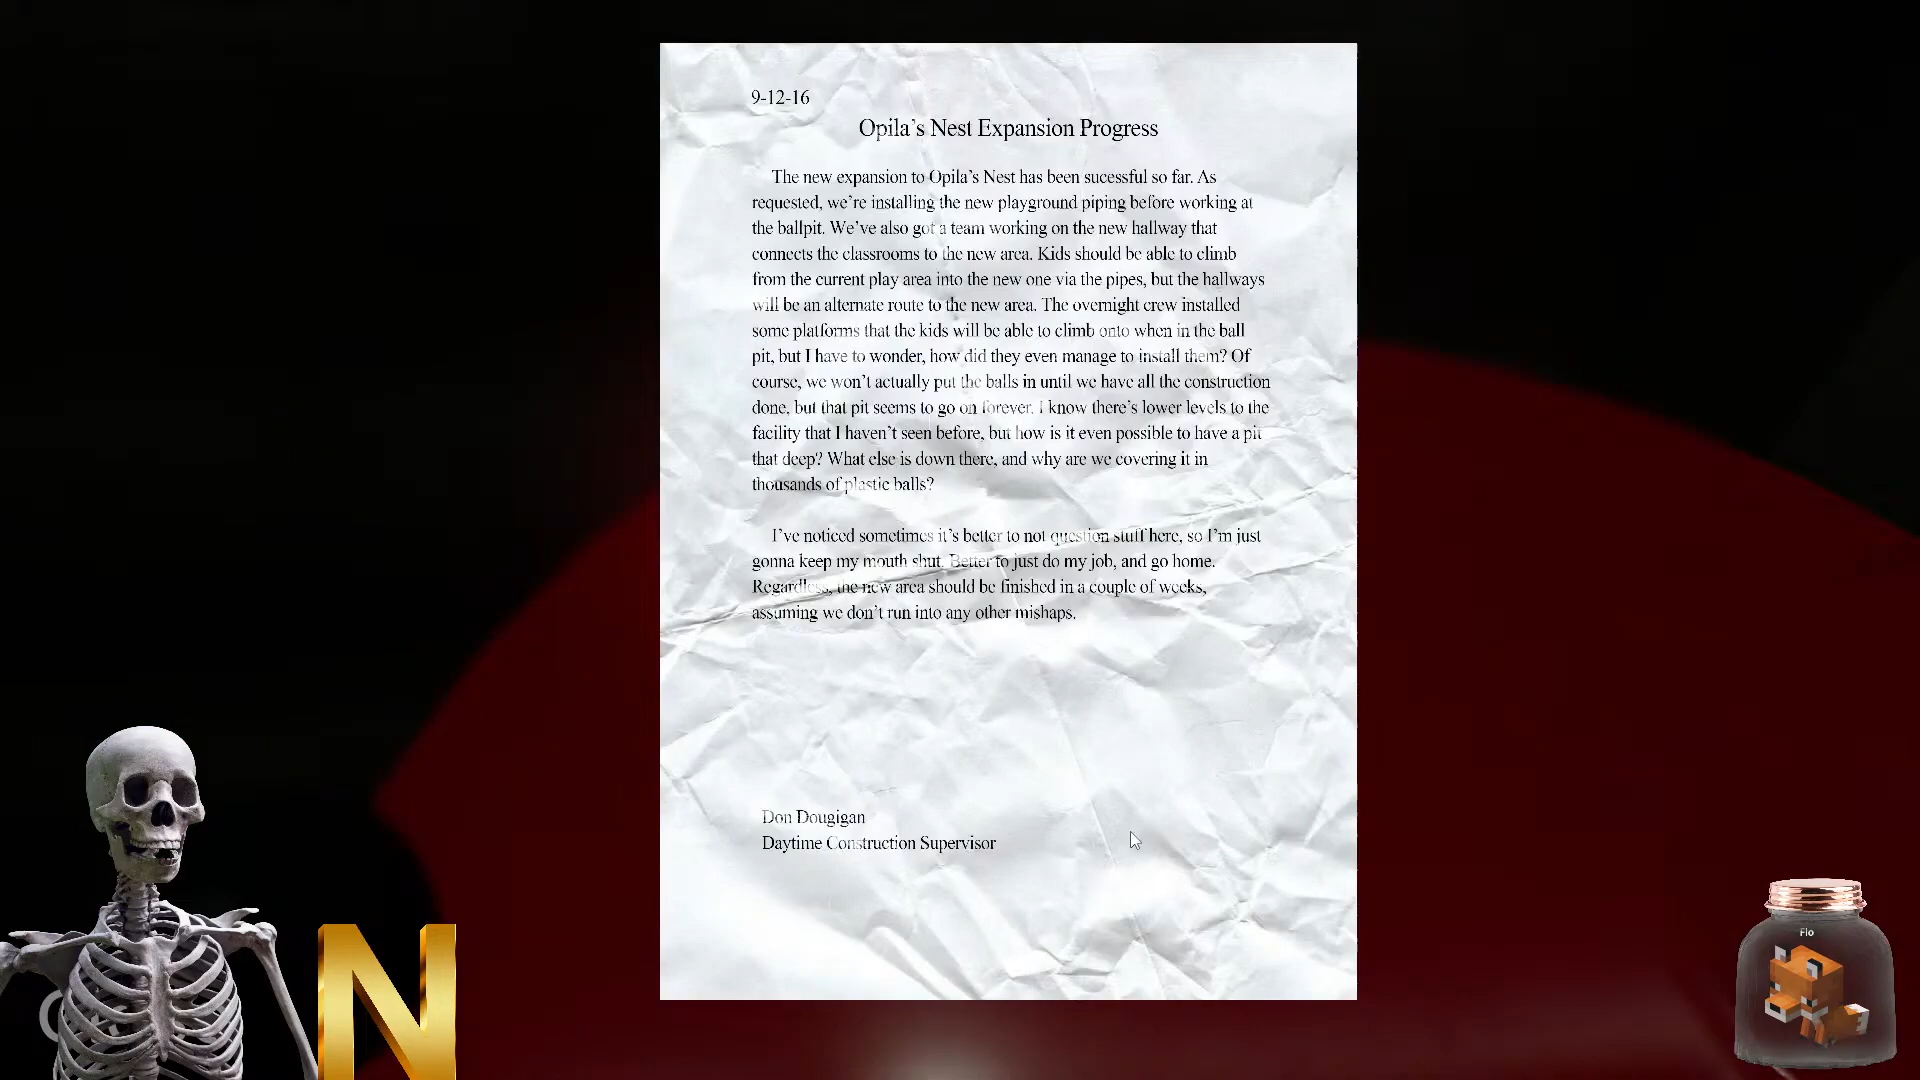 9-12-16
Opila's Nest Expansion Progress
The new expansion to Opila's Nest has been sucessful so far. As
requested, we're installing the new playground piping before working at
the ballpit. We've also got a team working on the new hallway that
connects the classrooms to the new area. Kids should be able to climb
from the current play area into the new one via the pipes, but the hallways
will be an alternate route to the new area. The overnight crew installed
some platforms that the kids will be able to climb onto when in the ball
pit, but I have to wonder, how did they even manage to install them? Of
course, we won't actually put the balls in until we have all the construction
done, but that pit seems to go on forever. I know there's lower levels to the
facility that I haven't seen before, but how is it even possible to have a pit
that deep? What else is down there, and why are we covering it in
thousands of plastic balls?
I've noticed sometimes it's better to not question stuff here, so I'm just
gonna keep my mouth shut. Better to just do my job, and go home.
Regardless, the new area should be finished in a couple of weeks,
assuming we don't run into any other mishaps.
Don Dougigan
Daytime Construction Supervisor
N
Flo